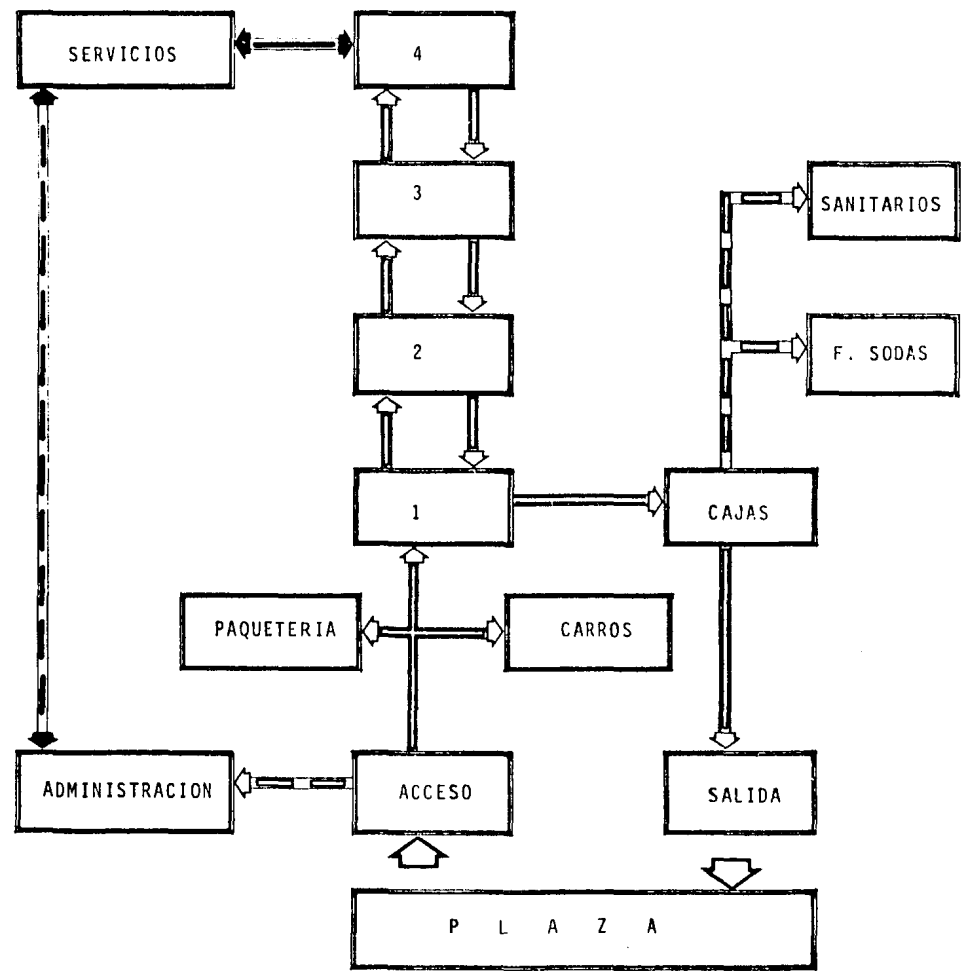 SERVICIOS
4
3
SANITARIOS
2
F. SODAS
1
CAJAS
PAQUETERIA
CARROS
ADMINISTRACION
ACCESO
SALIDA
P L A Z A